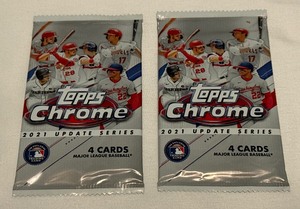 Topps
Chrome
2021 UPDATE SERIES
4 CARDS
MAJOR LEAGUE BASEBALL®
Topps
Chrome
2021 UPDATE SERIES
4 CARDS
MAJOR LEAGUE BASEBALL®